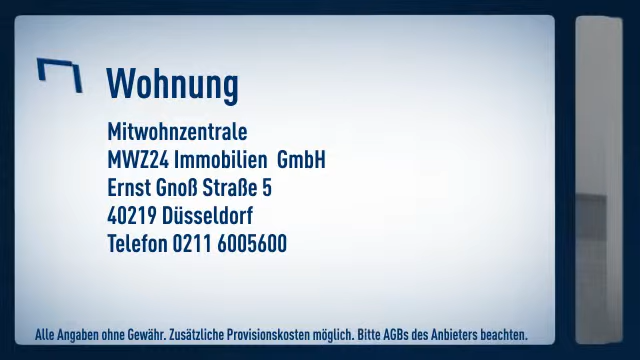 Wohnung
Mitwohnzentrale
MWZ24 Immobilien GmbH
Ernst Gnoß Straße 5
40219 Düsseldorf
Telefon 0211 6005600
Alle Angaben ohne Gewähr. Zusätzliche Provisionskosten möglich. Bitte AGBs des Anbieters beachten.